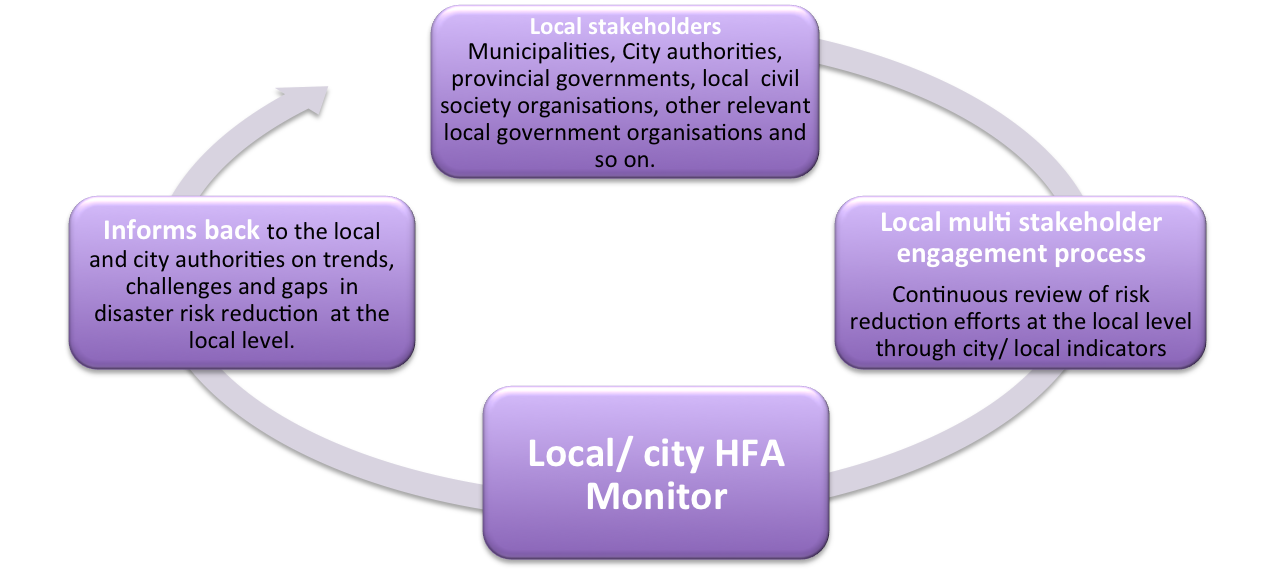 Local stakeholders
Municipalities, City authorities,
provincial governments, local civil
society organisations, other relevant
local government organisations and
so on.
Local multi stakeholder
engagement process
Continuous review of risk
reduction efforts at the local level
through city/ local indicators
Local/ city HFA
Monitor
Informs back to the local
and city authorities on trends,
challenges and gaps in
disaster risk reduction at the
local level.